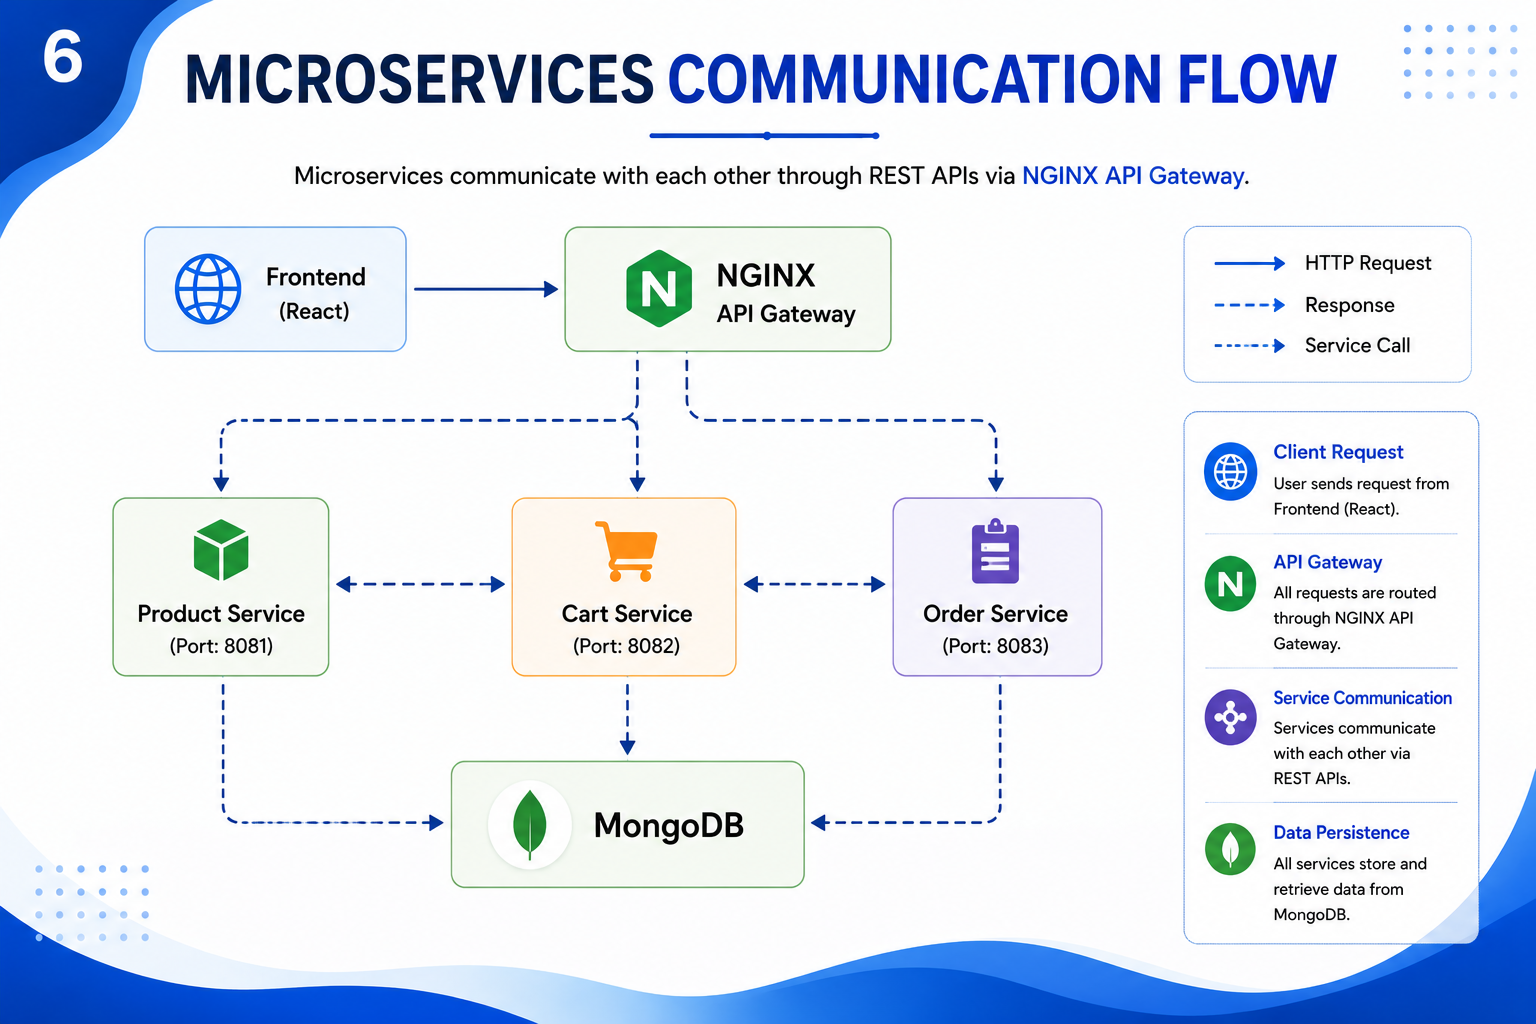 6
MICROSERVICES COMMUNICATION FLOW
Microservices communicate with each other through REST APIs via NGINX API Gateway.
Frontend
(React)
N
NGINX
API Gateway
HTTP Request
Response
Service Call
Product Service
(Port: 8081)
Cart Service
(Port: 8082)
Order Service
(Port: 8083)
MongoDB
Client Request
User sends request from
Frontend (React).
N
API Gateway
All requests are routed
through NGINX API
Gateway.
Service Communication
Services communicate
with each other via
REST APIs.
Data Persistence
All services store and
retrieve data from
MongoDB.